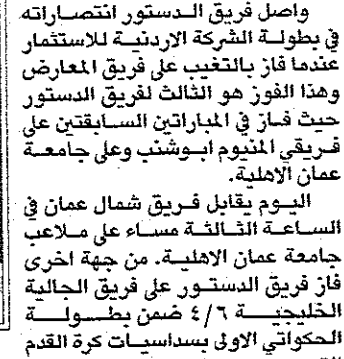 واصل فريق الدستور انتصاراته
في بطولة الشركة الاردنية للاستثمار
عندما فاز بالتغيب على فريق المعارض
وهذا الفوز هو الثالث لفريق الدستور
حيث فاز في المباراتين السابقتين على
فريقي المنيوم ابوشنب وعلى جامعة
عمان الاهلية.
اليوم يقابل فريق شمال عمان في
الساعة الثالثة مساء على ملاعب
جامعة عمان الاهلية. من جهة اخرى
فاز فريق الدستور على فريق الجالية
الخليجية ٤/٦ ضمن بطولة
الحكواتي الاولى بسداسيات كرة القدم